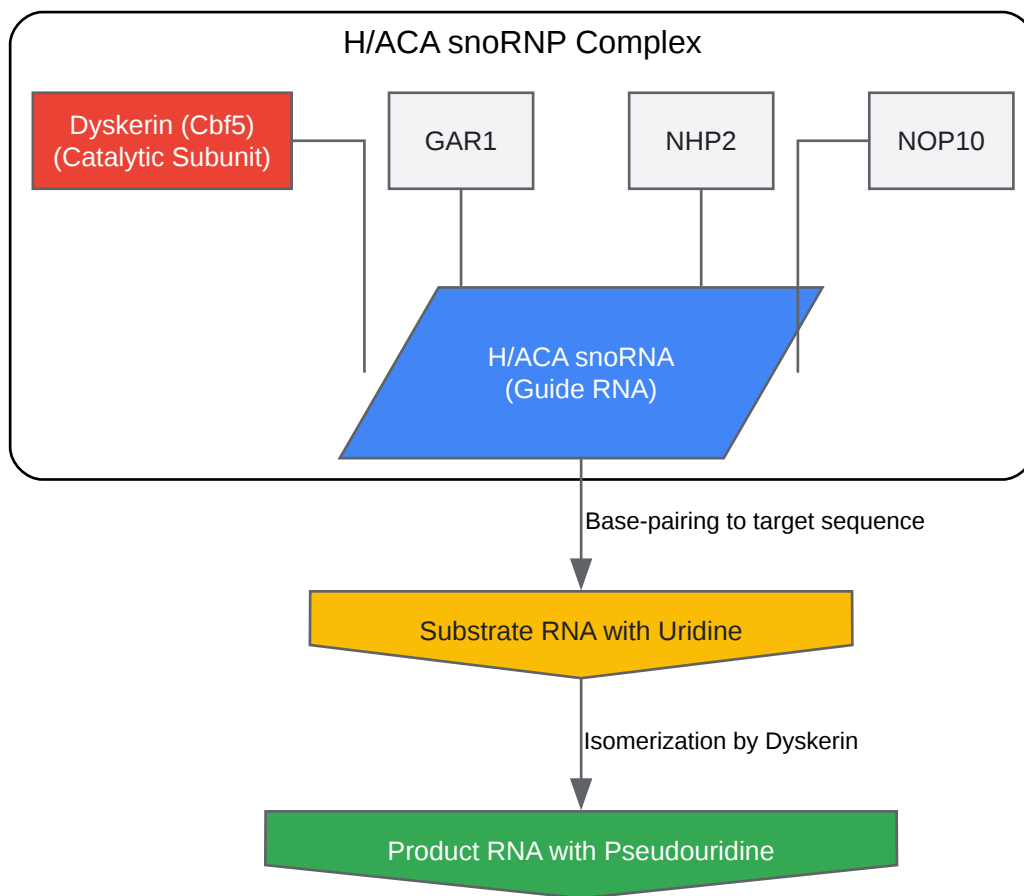 H/ACA snoRNP Complex
Dyskerin (Cbf5)
(Catalytic Subunit)
GAR1
NHP2
NOP10
H/ACA snoRNA
(Guide RNA)
Base-pairing to target sequence
Substrate RNA with Uridine
Isomerization by Dyskerin
Product RNA with Pseudouridine